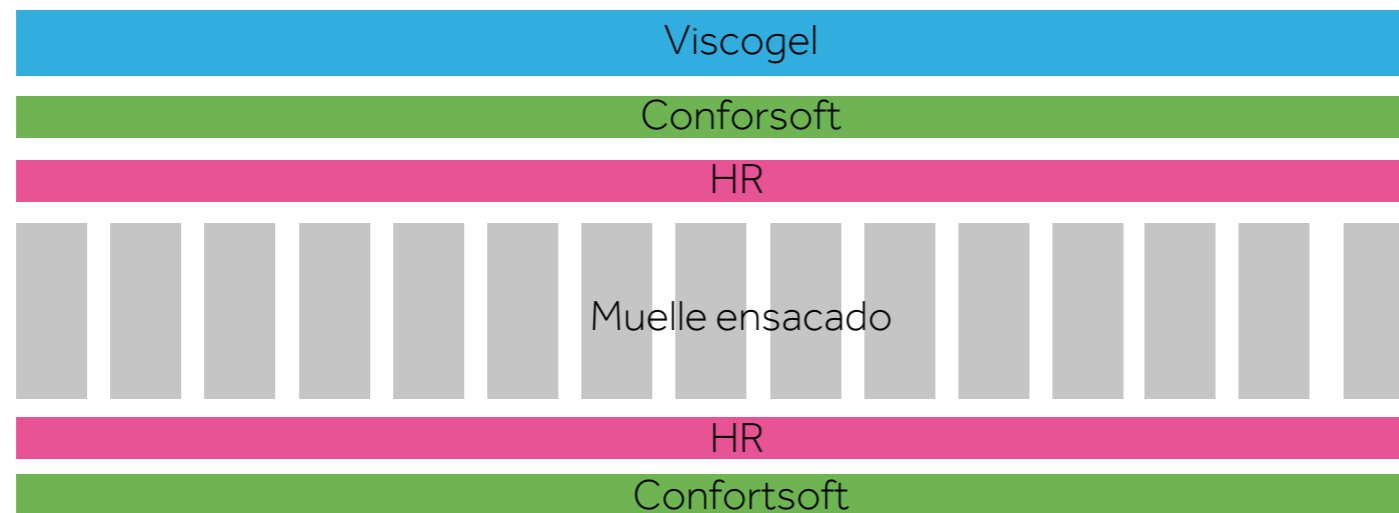 Viscogel
Conforsoft
HR
Muelle ensacado
HR
Confortsoft